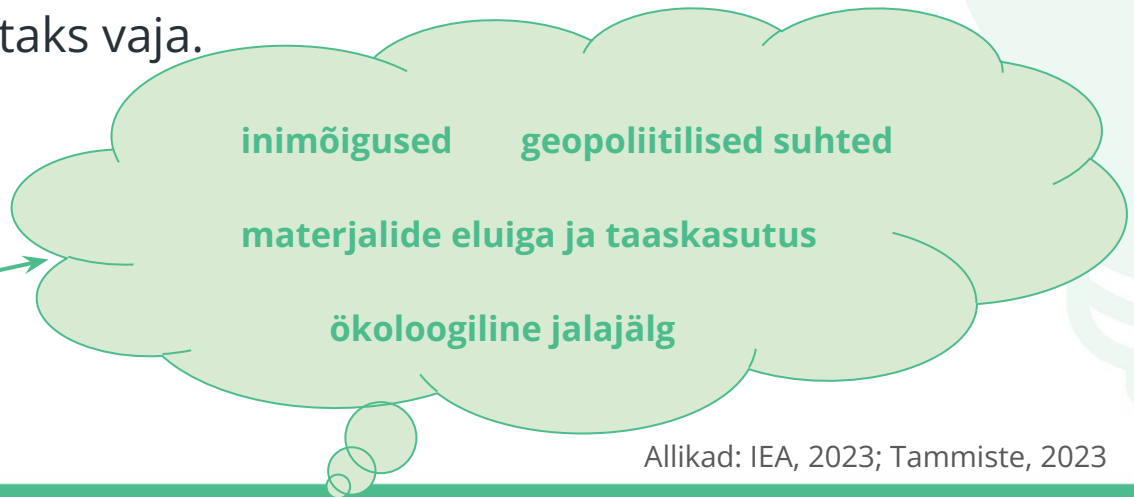 taks vaja.
inimõigused geopoliitilised suhted
materjalide eluiga ja taaskasutus
ökoloogiline jalajälg
Allikad: IEA, 2023; Tammiste, 2023